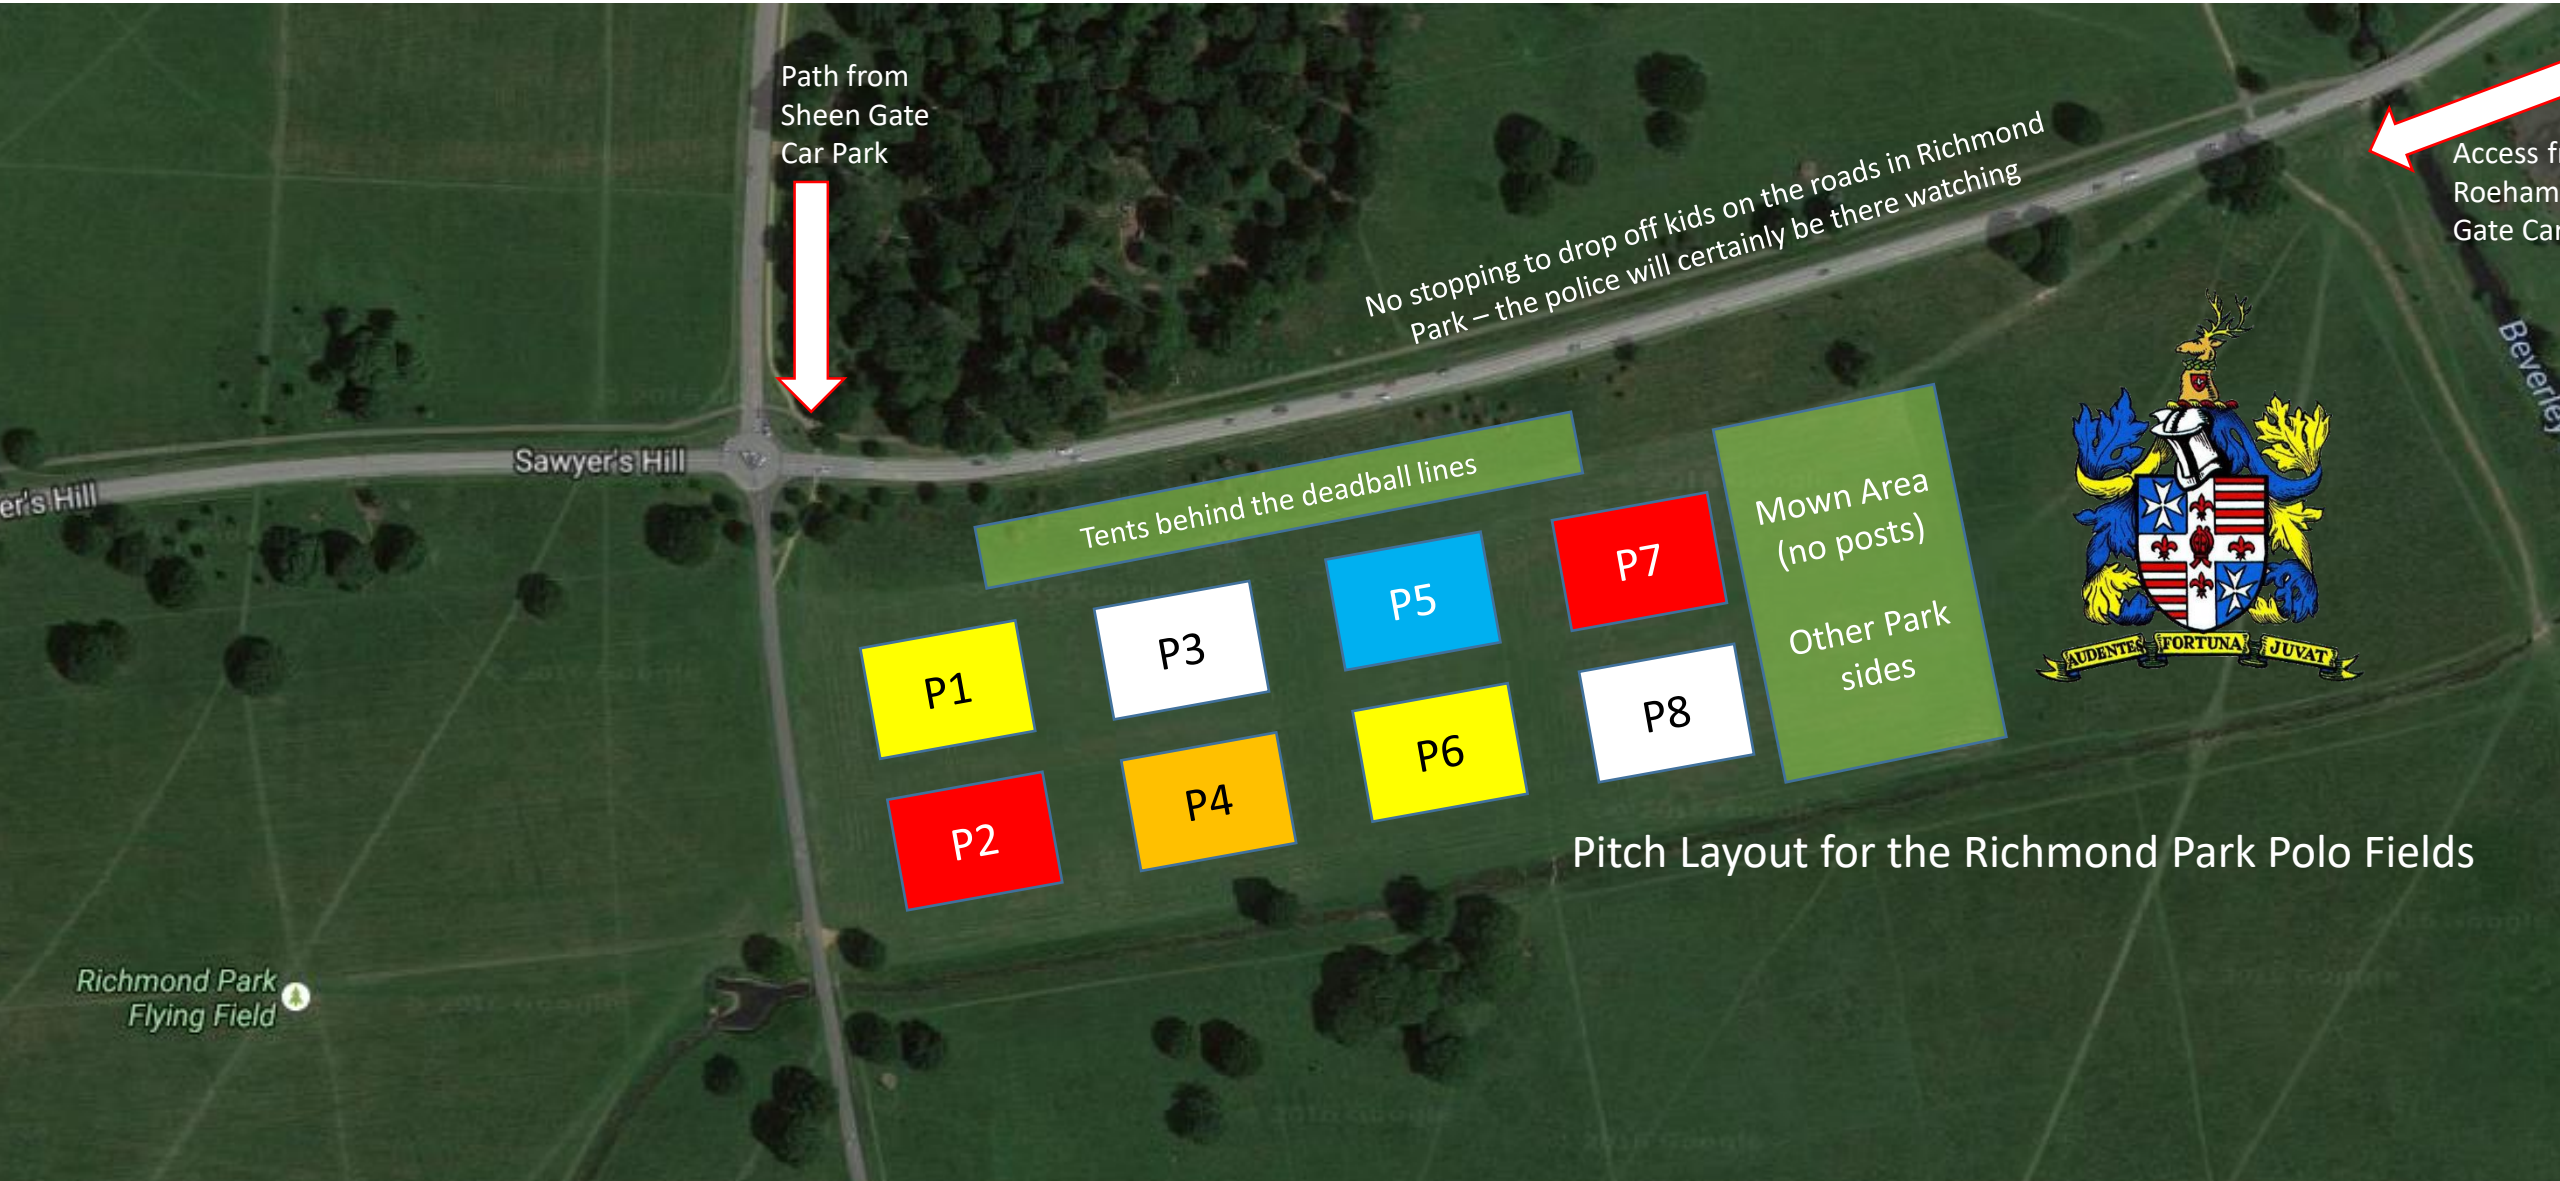 Path from
Sheen Gate
Car Park
No stopping to drop off kids on the roads in Richmond
Park – the police will certainly be there watching
Access
Gate
Beverley
Sawyer's Hill
er's Hill
Tents behind the deadball lines
Mown Area
(no posts)
Other Park
sides
P1
P3
P5
P7
P2
P4
P6
P8
AUDENTES FORTUNA JUVAT
Pitch Layout for the Richmond Park Polo Fields
Richmond Park
Flying Field